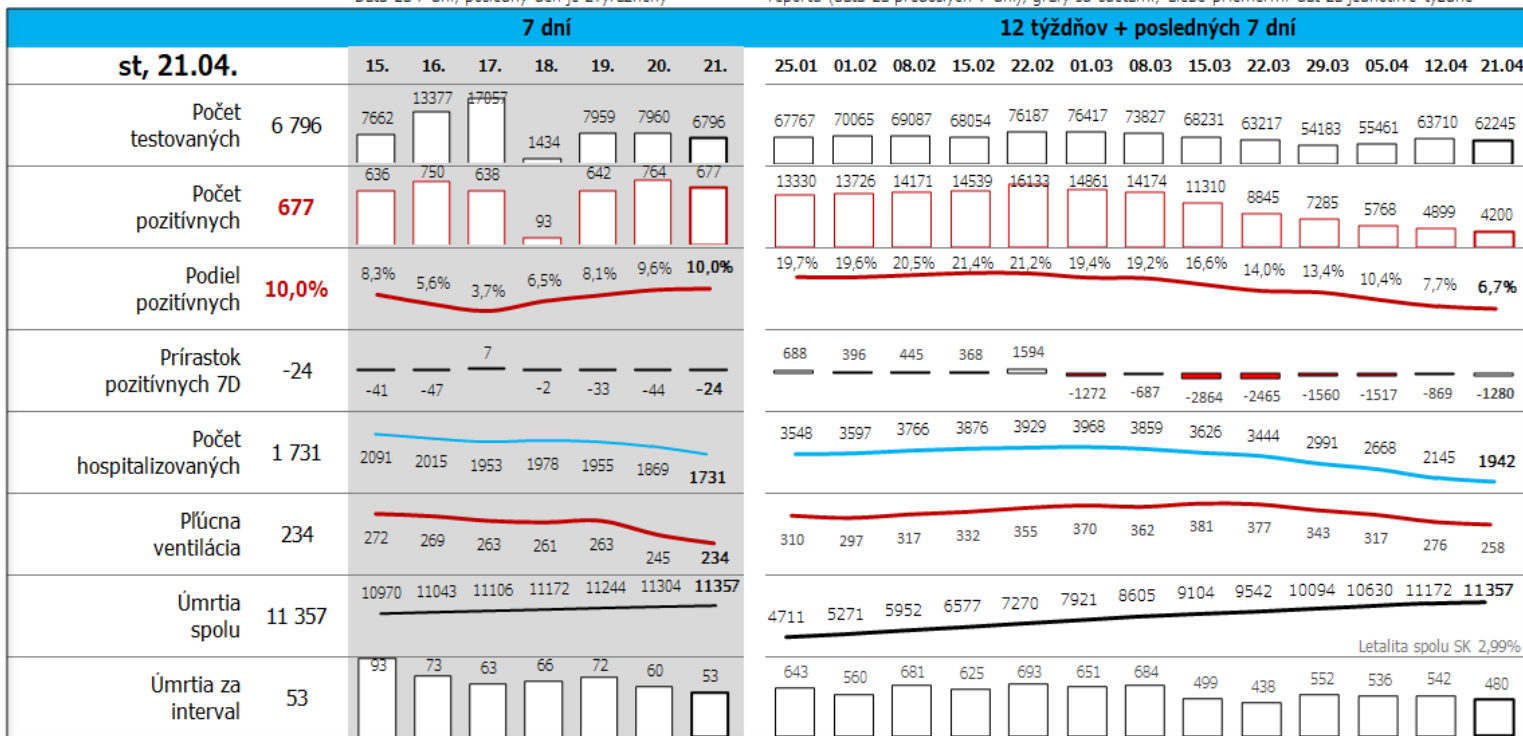 7 dní
12 týždňov + posledných 7 dní
st, 21.04.
15. 16. 17. 18. 19. 20. 21.
25.01 01.02 08.02 15.02 22.02 01.03 08.03 15.03 22.03 29.03 05.04 12.04 21.04
Počet
testovaných
6 796
7662 13377 17057 1434 7959 7960 6796
67767 70065 69087 68054 76187 76417 73827 68231 63217 54183 55461 63710 62245
Počet
pozitívnych
677
636 750 638 93 642 764 677
13330 13726 14171 14539 16133 14861 14174 11310 8845 7285 5768 4899 4200
Podiel
pozitívnych
10,0%
8,3% 5,6% 3,7% 6,5% 8,1% 9,6% 10,0%
19,7% 19,6% 20,5% 21,4% 21,2% 19,4% 19,2% 16,6% 14,0% 13,4% 10,4% 7,7% 6,7%
Prírastok
pozitívnych 7D
-24
-41 -47 7 -2 -33 -44 -24
688 396 445 368 1594 -1272 -687 -2864 -2465 -1560 -1517 -869 -1280
Počet
hospitalizovaných
1 731
2091 2015 1953 1978 1955 1869 1731
3548 3597 3766 3876 3929 3968 3859 3626 3444 2991 2668 2145 1942
Pľúcna
ventilácia
234
272 269 263 261 263 245 234
310 297 317 332 355 370 362 381 377 343 317 276 258
Úmrtia
spolu
11 357
10970 11043 11106 11172 11244 11304 11357
4711 5271 5952 6577 7270 7921 8605 9104 9542 10094 10630 11172 11357
Letalita spolu SK 2,99%
Úmrtia za
interval
53
93 73 63 66 72 60 53
643 560 681 625 693 651 684 499 438 552 536 542 480